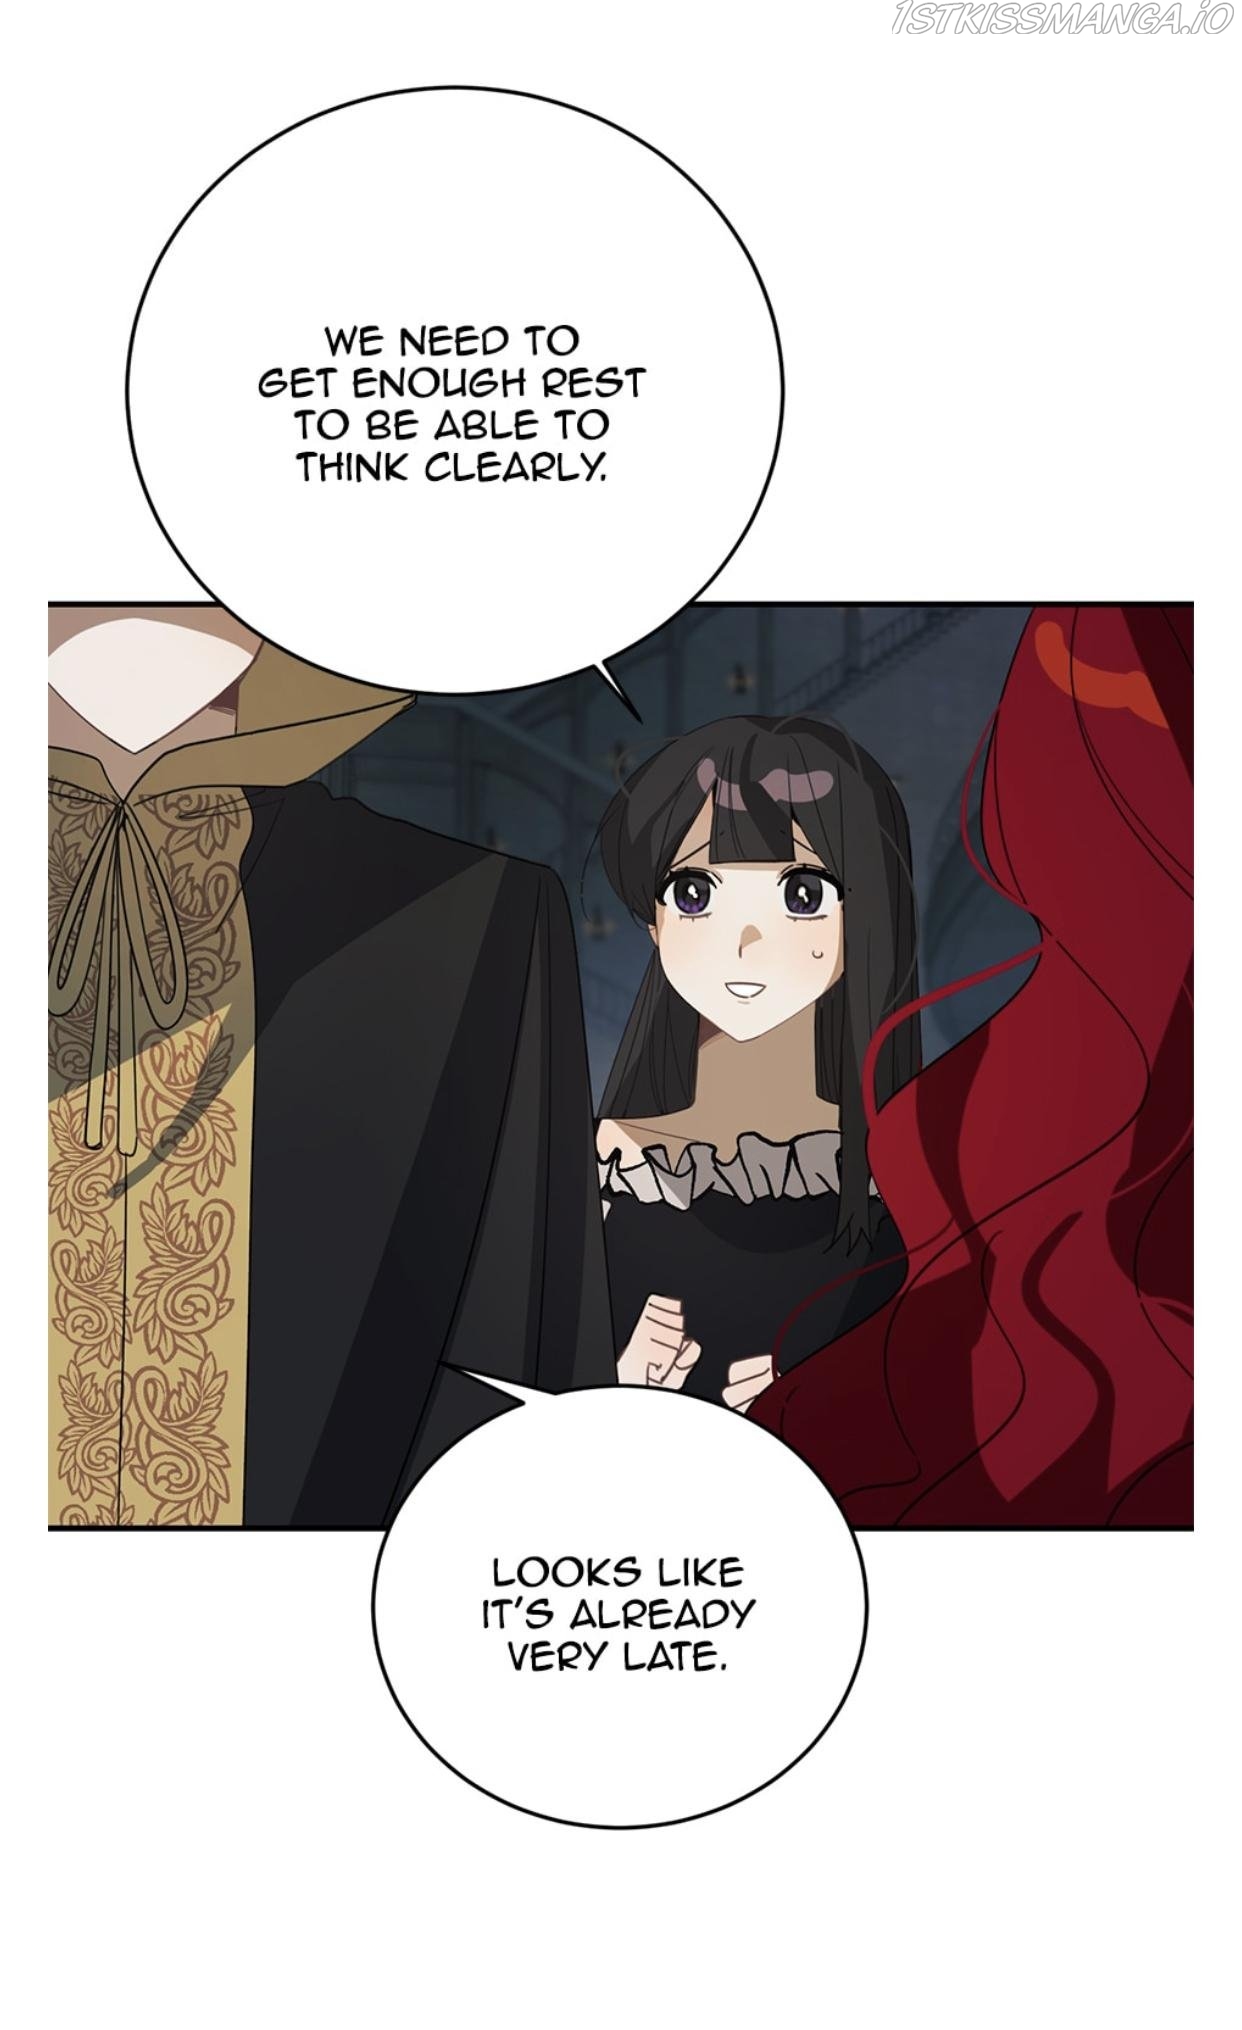 1STKISSMANGA.IO
WE NEED TO
GET ENOUGH REST
TO BE ABLE TO
THINK CLEARLY.
LOOKS LIKE
IT'S ALREADY
VERY LATE.